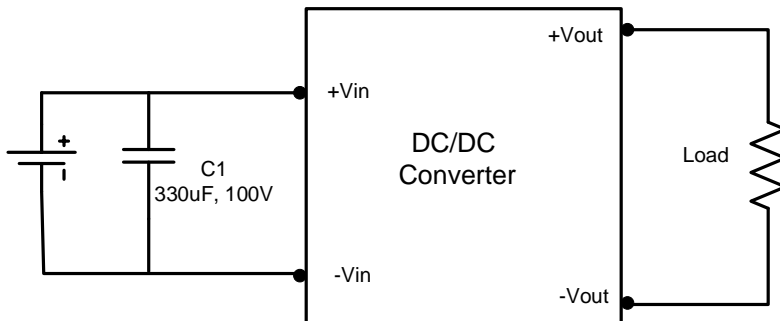 +Vout
+Vin
+
-
C1
330uF, 100V
DC/DC
Converter
Load
-Vin
-Vout